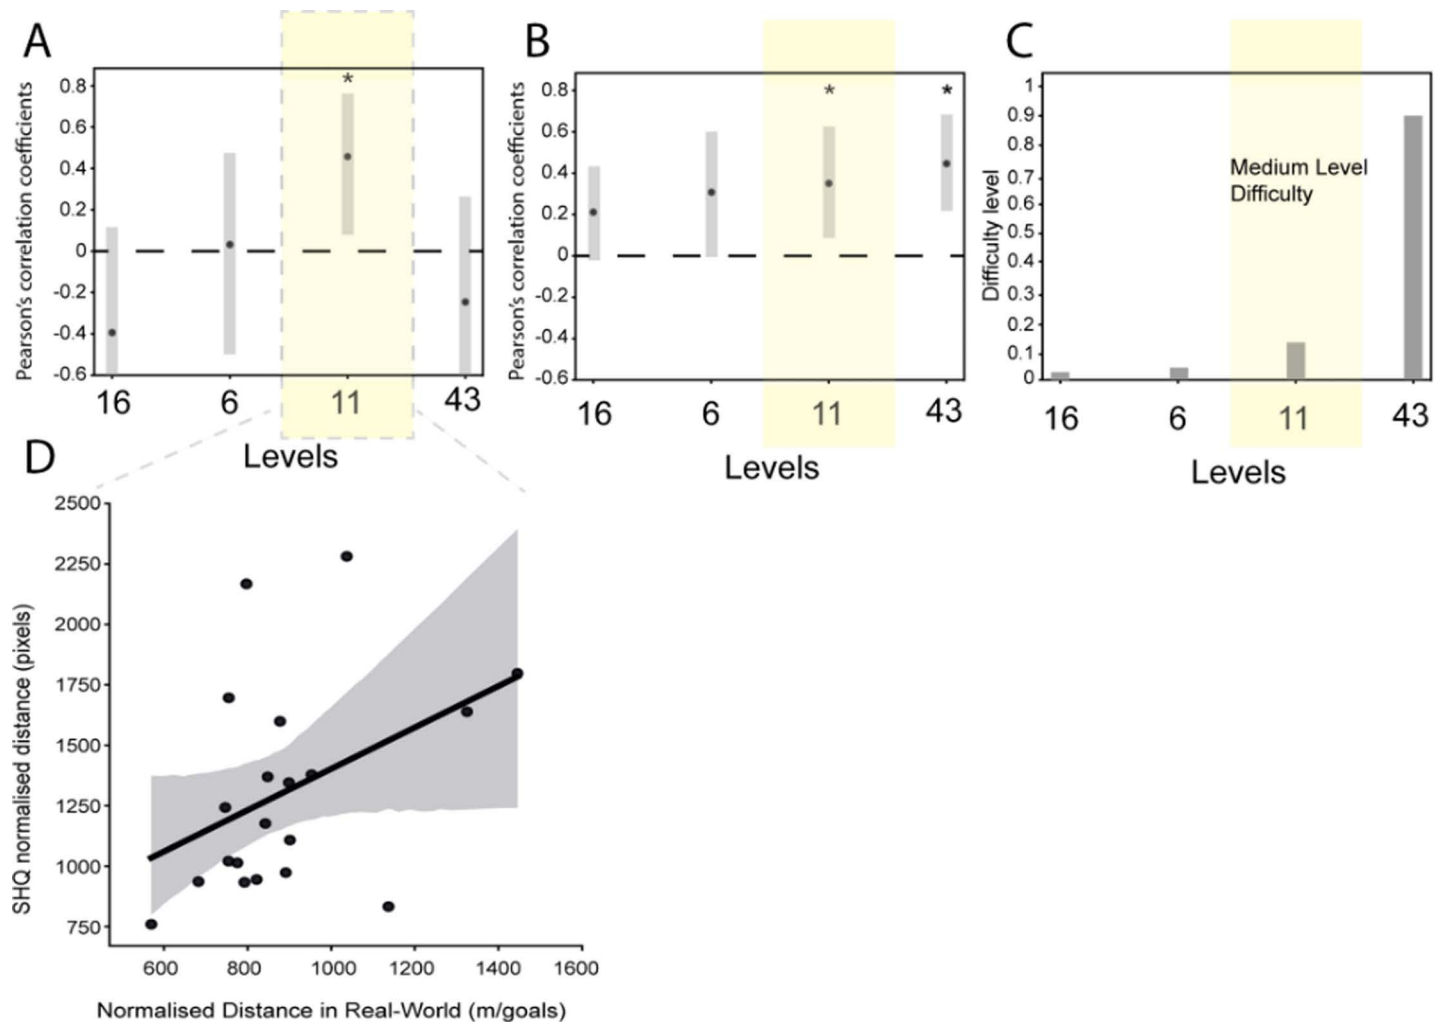 A
Pearson's correlation coefficients
0.8
0.6
0.4
0.2
0
-0.2
-0.4
-0.6
*
16 6 11 43
Levels
B
Pearson's correlation coefficients
0.8
0.6
0.4
0.2
0
-0.2
-0.4
-0.6
* *
16 6 11 43
Levels
C
Difficulty level
1
0.9
0.8
0.7
0.6
0.5
0.4
0.3
0.2
0.1
0
Medium Level
Difficulty
16 6 11 43
Levels
D
SHQ normalised distance (pixels)
2500
2250
2000
1750
1500
1250
1000
750
600 800 1000 1200 1400 1600
Normalised Distance in Real-World (m/goals)